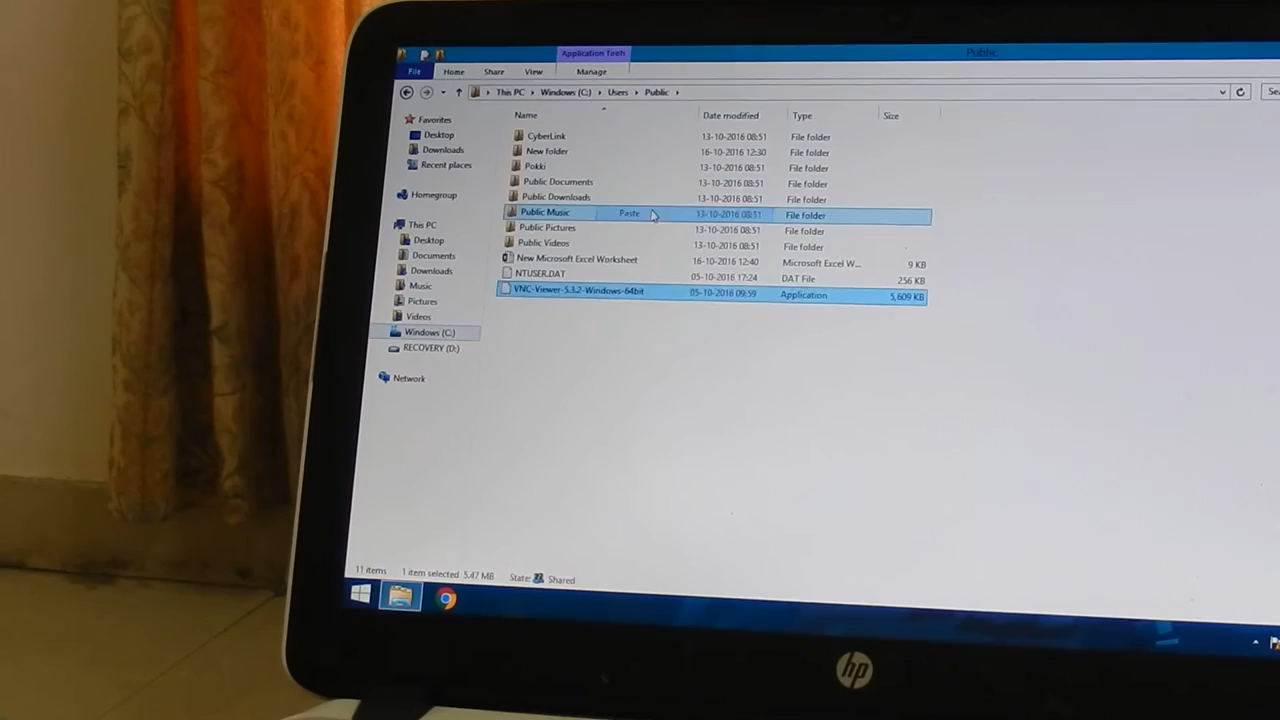 Application Tools
Public
File Home Share View Manage
This PC Windows (C:) Users Public
Name Date modified Type Size
Favorites
Desktop
Downloads
Recent places
Homegroup
This PC
Desktop
Documents
Downloads
Music
Pictures
Videos
Windows (C:)
RECOVERY (D:)
Network
CyberLink 13-10-2016 08:51 File folder
New folder 16-10-2016 12:30 File folder
Pokki 13-10-2016 08:51 File folder
Public Documents 13-10-2016 08:51 File folder
Public Downloads 13-10-2016 08:51 File folder
Public Music Paste 13-10-2016 08:51 File folder
Public Pictures 13-10-2016 08:51 File folder
Public Videos 13-10-2016 08:51 File folder
New Microsoft Excel Worksheet 16-10-2016 12:40 Microsoft Excel W... 9 KB
NTUSER.DAT 05-10-2016 17:24 DAT File 256 KB
VNC-Viewer-5.3.2-Windows-64bit 05-10-2016 09:59 Application 5,609 KB
11 items 1 item selected 5.47 MB State: Shared
hp